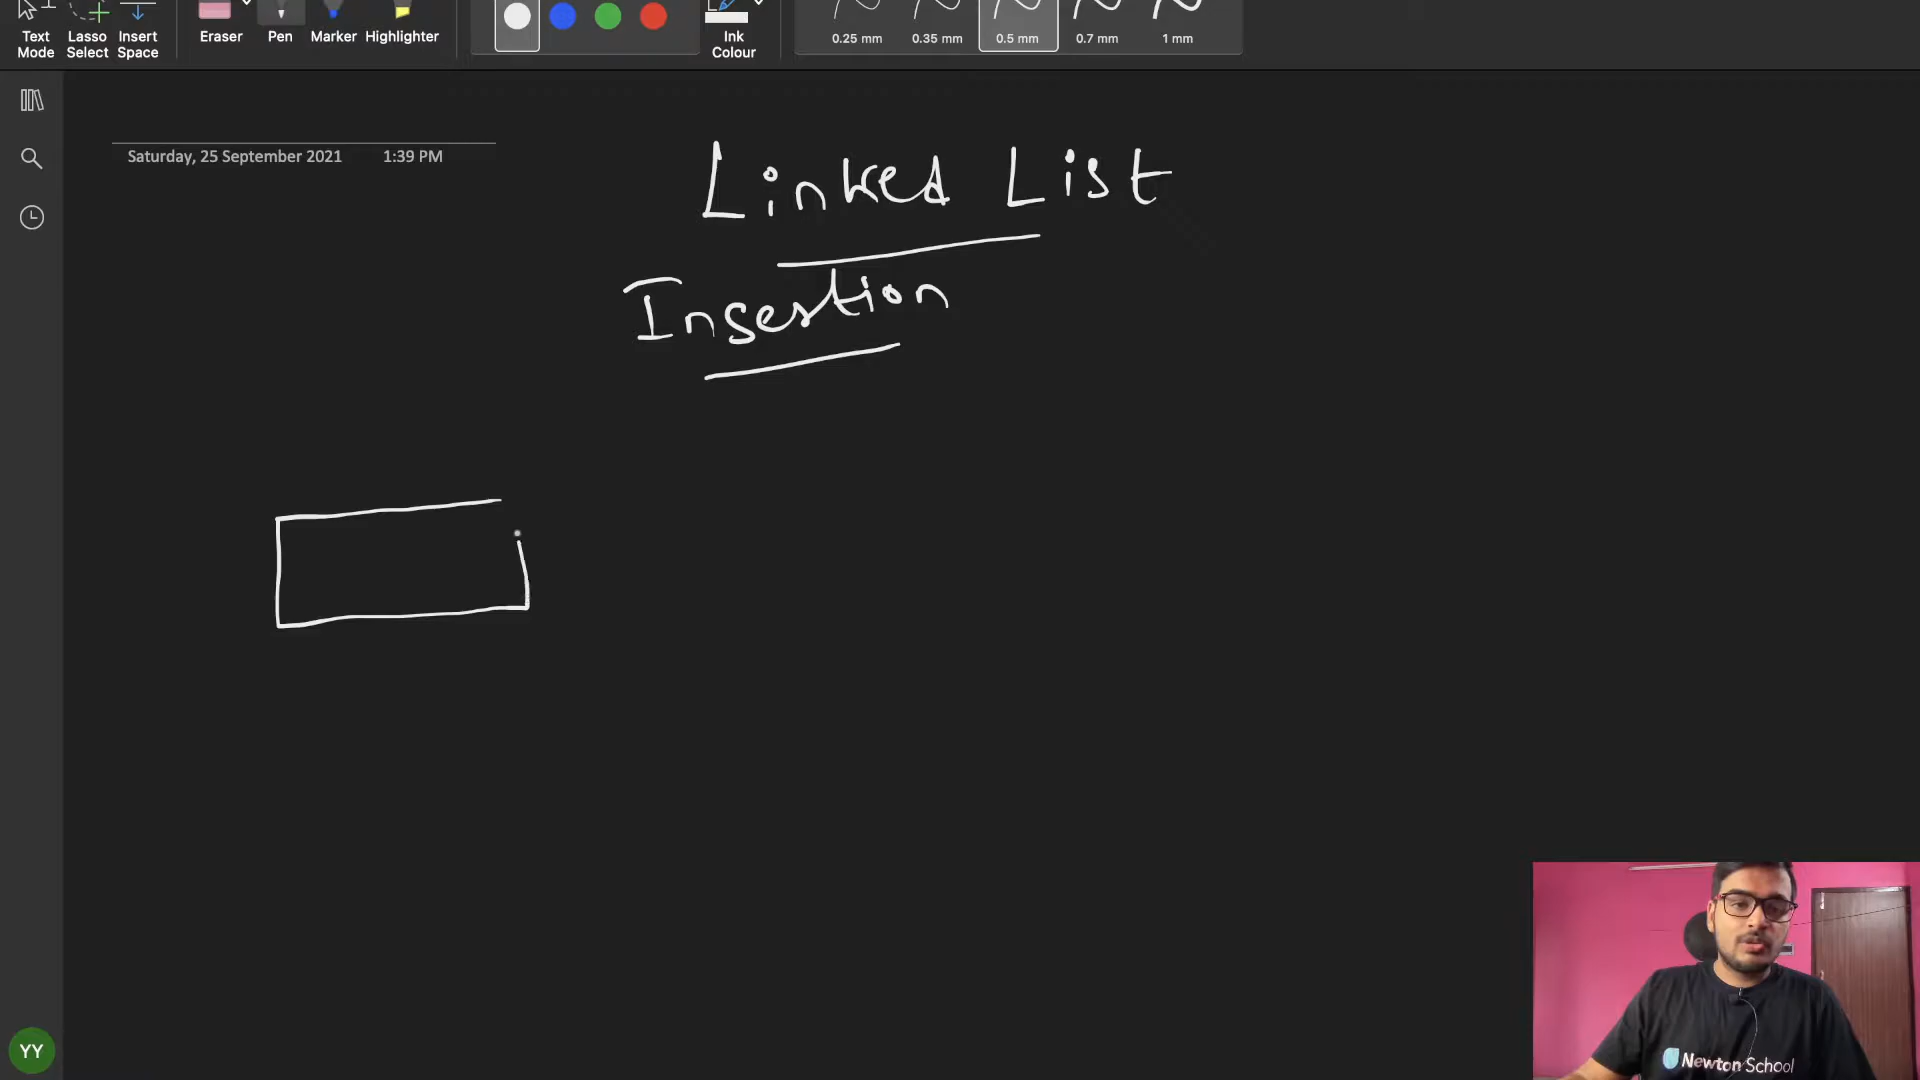 Text Mode
Lasso Select
Insert Space
Eraser
Pen
Marker
Highlighter
Ink Colour
0.25 mm
0.35 mm
0.5 mm
0.7 mm
1 mm
Saturday, 25 September 2021 1:39 PM
Linked List
Insertion
YY
Newton School